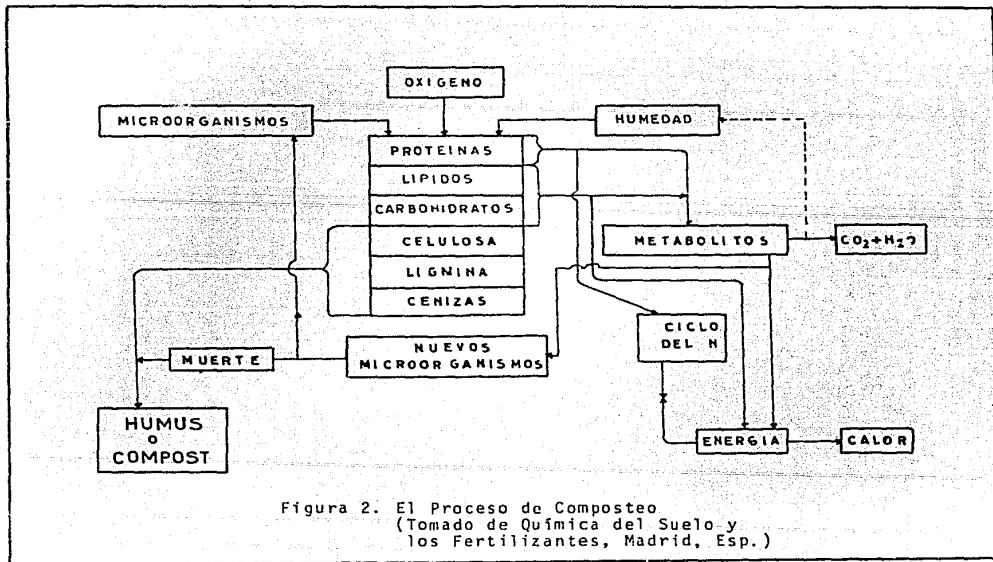 OXIGENO
MICROORGANISMOS
HUMEDAD
PROTEINAS
LIPIDOS
CARBOHIDRATOS
CELULOSA
LIGNINA
CENIZAS
METABOLITOS
CO₂+H₂O
CICLO
DEL N
NUEVOS
MICROORGANISMOS
MUERTE
HUMUS
O
COMPOST
ENERGIA
CALOR
Figura 2. El Proceso de Composteo
(Tomado de Química del Suelo y
los Fertilizantes, Madrid, Esp.)